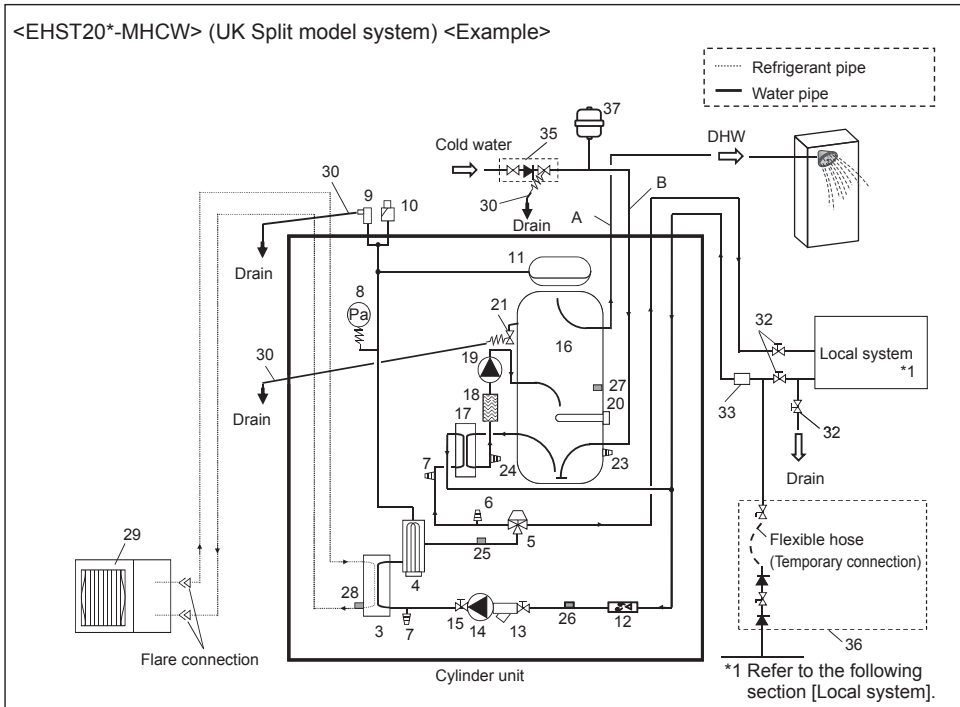 <EHST20*-MHCW> (UK Split model system) <Example>
Refrigerant pipe
Water pipe
37
DHW
Cold water
35
30
9
10
30
Drain
A
B
Drain
11
8
Pa
21
16
32
Local system
*1
19
30
27
33
Drain
18
20
32
17
24
23
7
Drain
6
5
29
25
Flexible hose
(Temporary connection)
4
28
15
26
12
3
7
14
13
36
Flare connection
Cylinder unit
*1 Refer to the following
section [Local system].